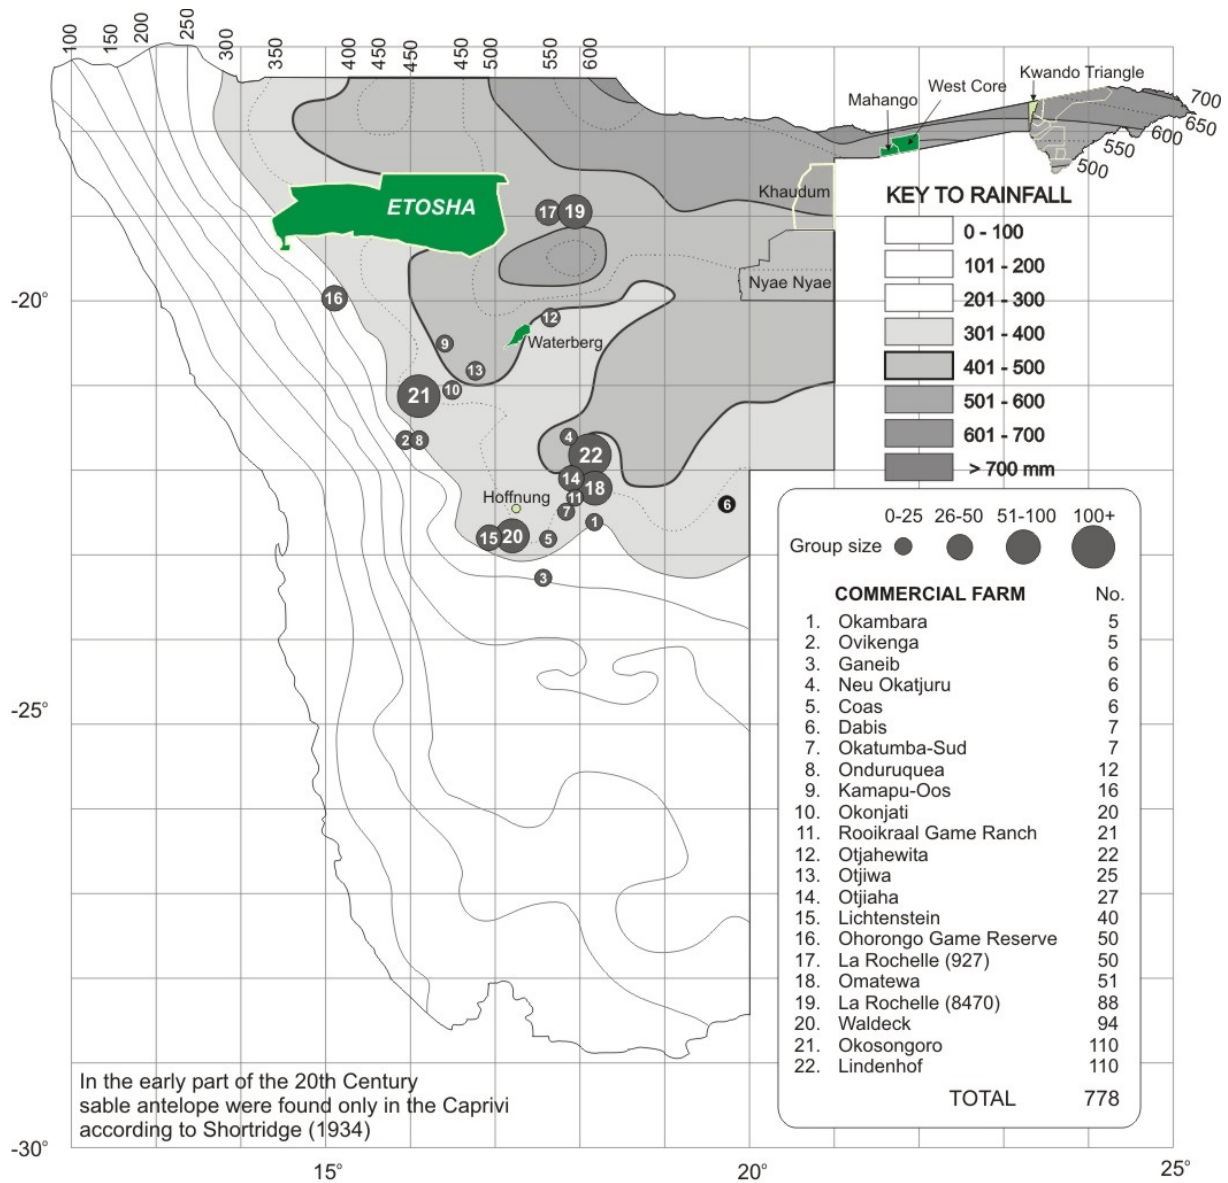 100 150 200 250 300 350 400 450 450 450 500 550 600
Kwando Triangle
West Core
Mahango
700
650
600
550
500
Khaudum
KEY TO RAINFALL
ETOSHA
17 19
0 - 100
101 - 200
201 - 300
301 - 400
401 - 500
501 - 600
601 - 700
> 700 mm
Nyae Nyae
-20°
16
12
Waterberg
9
13
10
21
2 8
4
22
14
18
11
7
1
6
Hoffnung
15 20
5
3
0-25 26-50 51-100 100+
Group size
COMMERCIAL FARM No.
1. Okambara 5
2. Ovikenga 5
3. Ganeib 6
4. Neu Okatjuru 6
5. Coas 6
6. Dabis 7
7. Okatumba-Sud 7
8. Onduruquea 12
9. Kamapu-Oos 16
10. Okonjati 20
11. Rooikraal Game Ranch 21
12. Otjahewita 22
13. Otjiwa 25
14. Otjiaha 27
15. Lichtenstein 40
16. Ohorongo Game Reserve 50
17. La Rochelle (927) 50
18. Omatewa 51
19. La Rochelle (8470) 88
20. Waldeck 94
21. Okosongoro 110
22. Lindenhof 110
TOTAL 778
-25°
In the early part of the 20th Century
sable antelope were found only in the Caprivi
according to Shortridge (1934)
-30°
15° 20° 25°